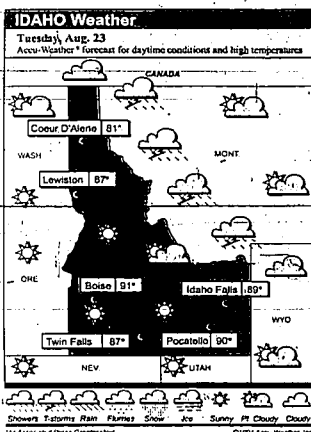 IDAHO Weather
Tuesday, Aug. 23
Accu-Weather® forecast for daytime conditions and high temperatures
CANADA
Coeur D'Alene 81°
WASH
MONT.
Lewiston 87°
ORE
Boise 91°
Idaho Falls 89°
WYO
Twin Falls 87°
Pocatello 90°
NEV.
UTAH
Showers T-storms Rain Flurries Snow Ice Sunny Pt Cloudy Cloudy